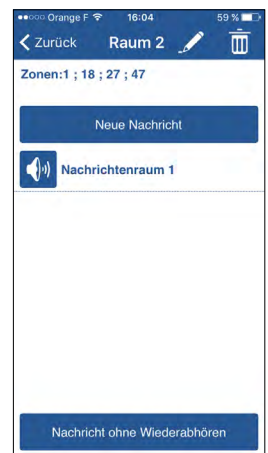 Orange F 16:04 59 %
Zurück Raum 2
Zonen:1 ; 18 ; 27 ; 47
Neue Nachricht
Nachrichtenraum 1
Nachricht ohne Wiederabhören